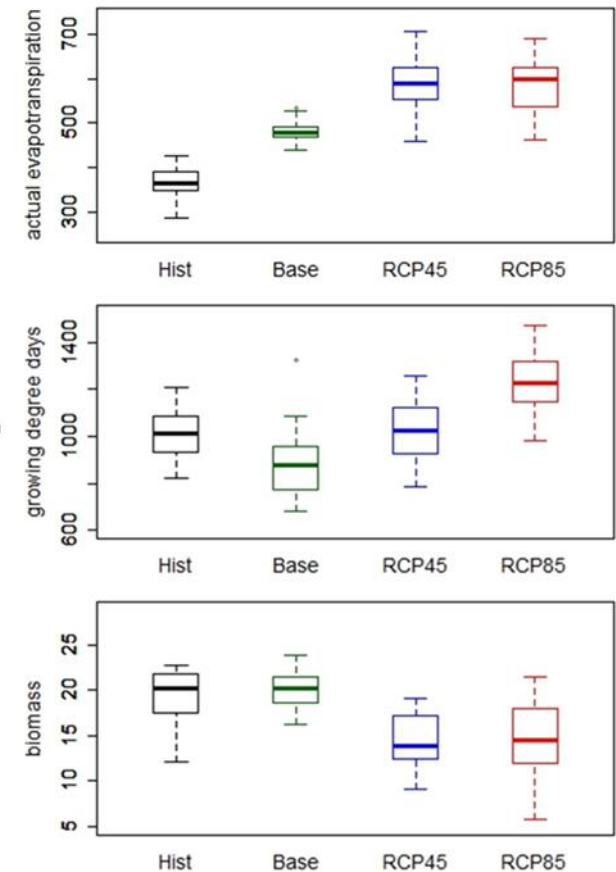 actual evapotranspiration
700
500
300
Hist Base RCP45 RCP85
growing degree days
1400
1000
600
Hist Base RCP45 RCP85
biomass
25
20
15
10
5
Hist Base RCP45 RCP85